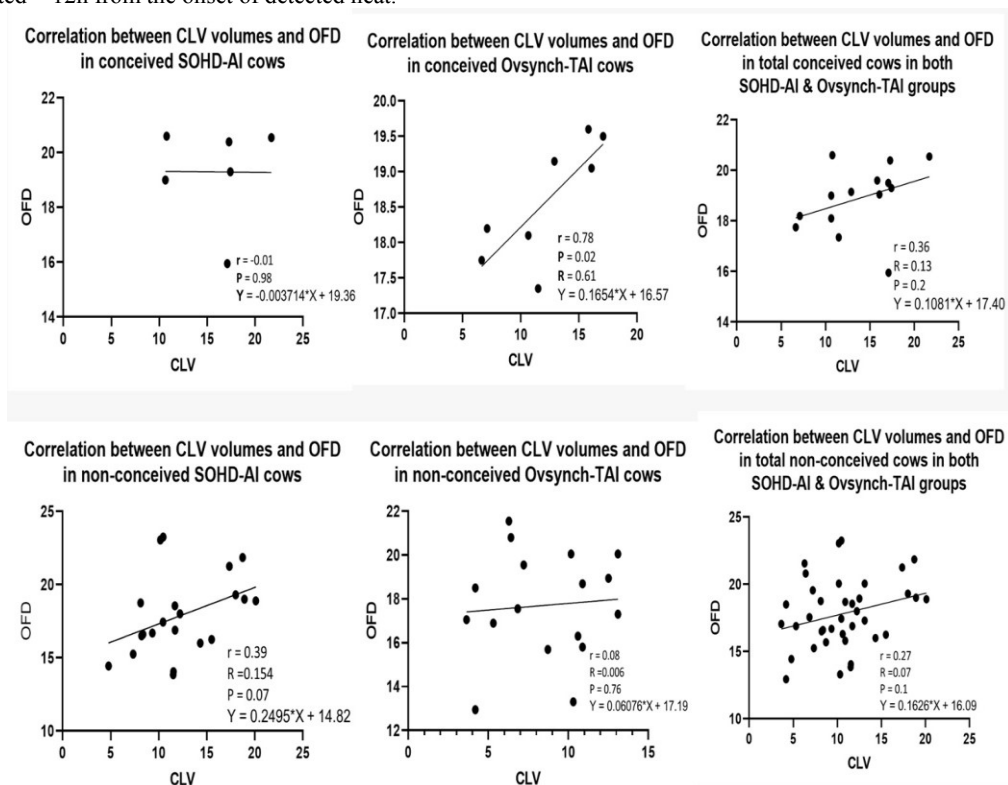 12h from the onset of detected heat.
Correlation between CLV volumes and OFD
in conceived SOHD-AI cows
22
20
18
16
14
OFD
0
5
10
15
20
25
CLV
r = -0.01
P = 0.98
Y = -0.003714*X + 19.36
Correlation between CLV volumes and OFD
in conceived Ovsynch-TAI cows
20.0
19.5
19.0
18.5
18.0
17.5
17.0
OFD
0
5
10
15
20
CLV
r = 0.78
P = 0.02
R = 0.61
Y = 0.1654*X + 16.57
Correlation between CLV volumes and OFD
in total conceived cows in both
SOHD-AI & Ovsynch-TAI groups
22
20
18
16
14
OFD
0
5
10
15
20
25
CLV
r = 0.36
R = 0.13
P = 0.2
Y = 0.1081*X + 17.40
Correlation between CLV volumes and OFD
in non-conceived SOHD-AI cows
25
20
15
10
OFD
0
5
10
15
20
25
CLV
r = 0.39
R =0.154
P = 0.07
Y = 0.2495*X + 14.82
Correlation between CLV volumes and OFD
in non-conceived Ovsynch-TAI cows
22
20
18
16
14
12
OFD
0
5
10
15
CLV
r = 0.08
R = 0.006
P = 0.76
Y = 0.06076*X + 17.19
Correlation between CLV volumes and OFD
in total non-conceived cows in both
SOHD-AI & Ovsynch-TAI groups
25
20
15
10
OFD
0
5
10
15
20
25
CLV
r = 0.27
R = 0.07
P = 0.1
Y = 0.1626*X + 16.09